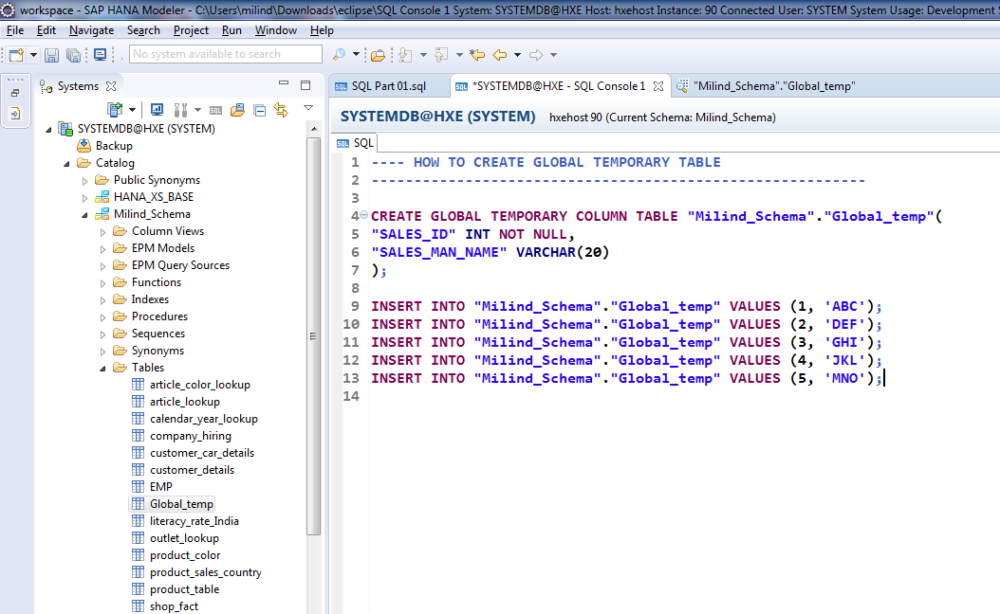 workspace - SAP HANA Modeler - C:\Users\milind\Downloads\eclipse\SQL Console 1 System: SYSTEMDB@HXE Host: hxehost Instance: 90 Connected User: SYSTEM System Usage: Development S
File Edit Navigate Search Project Run Window Help
No system available to search
Systems
SQL Part 01.sql
*SYSTEMDB@HXE - SQL Console 1
"Milind_Schema"."Global_temp"
SYSTEMDB@HXE (SYSTEM) hxehost 90 (Current Schema: Milind_Schema)
SQL
SYSTEMDB@HXE (SYSTEM)
Backup
Catalog
Public Synonyms
HANA_XS_BASE
Milind_Schema
Column Views
EPM Models
EPM Query Sources
Functions
Indexes
Procedures
Sequences
Synonyms
Tables
article_color_lookup
article_lookup
calendar_year_lookup
company_hiring
customer_car_details
customer_details
EMP
Global_temp
literacy_rate_India
outlet_lookup
product_color
product_sales_country
product_table
shop_fact
1 ---- HOW TO CREATE GLOBAL TEMPORARY TABLE
2 ----------------------------------------------------------
3
4 CREATE GLOBAL TEMPORARY COLUMN TABLE "Milind_Schema"."Global_temp"(
5 "SALES_ID" INT NOT NULL,
6 "SALES_MAN_NAME" VARCHAR(20)
7 );
8
9 INSERT INTO "Milind_Schema"."Global_temp" VALUES (1, 'ABC');
10 INSERT INTO "Milind_Schema"."Global_temp" VALUES (2, 'DEF');
11 INSERT INTO "Milind_Schema"."Global_temp" VALUES (3, 'GHI');
12 INSERT INTO "Milind_Schema"."Global_temp" VALUES (4, 'JKL');
13 INSERT INTO "Milind_Schema"."Global_temp" VALUES (5, 'MNO');
14